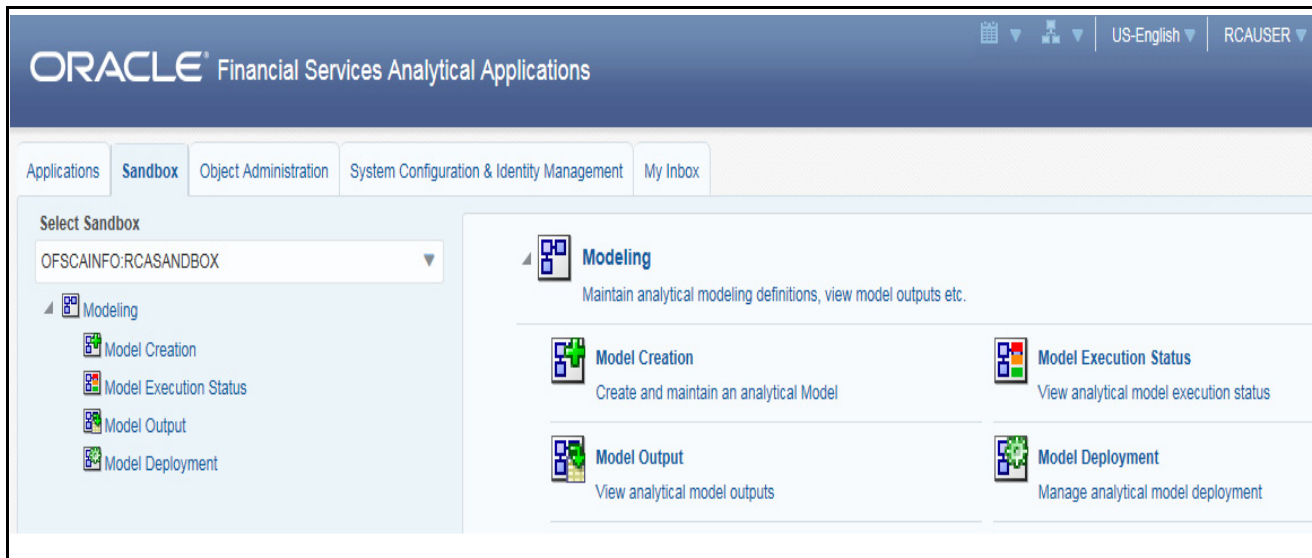 US-English RCAUSER
ORACLE® Financial Services Analytical Applications
Applications Sandbox Object Administration System Configuration & Identity Management My Inbox
Select Sandbox
OFSCAINFO:RCASANDBOX
Modeling
Model Creation
Model Execution Status
Model Output
Model Deployment
Modeling
Maintain analytical modeling definitions, view model outputs etc.
Model Creation
Create and maintain an analytical Model
Model Execution Status
View analytical model execution status
Model Output
View analytical model outputs
Model Deployment
Manage analytical model deployment